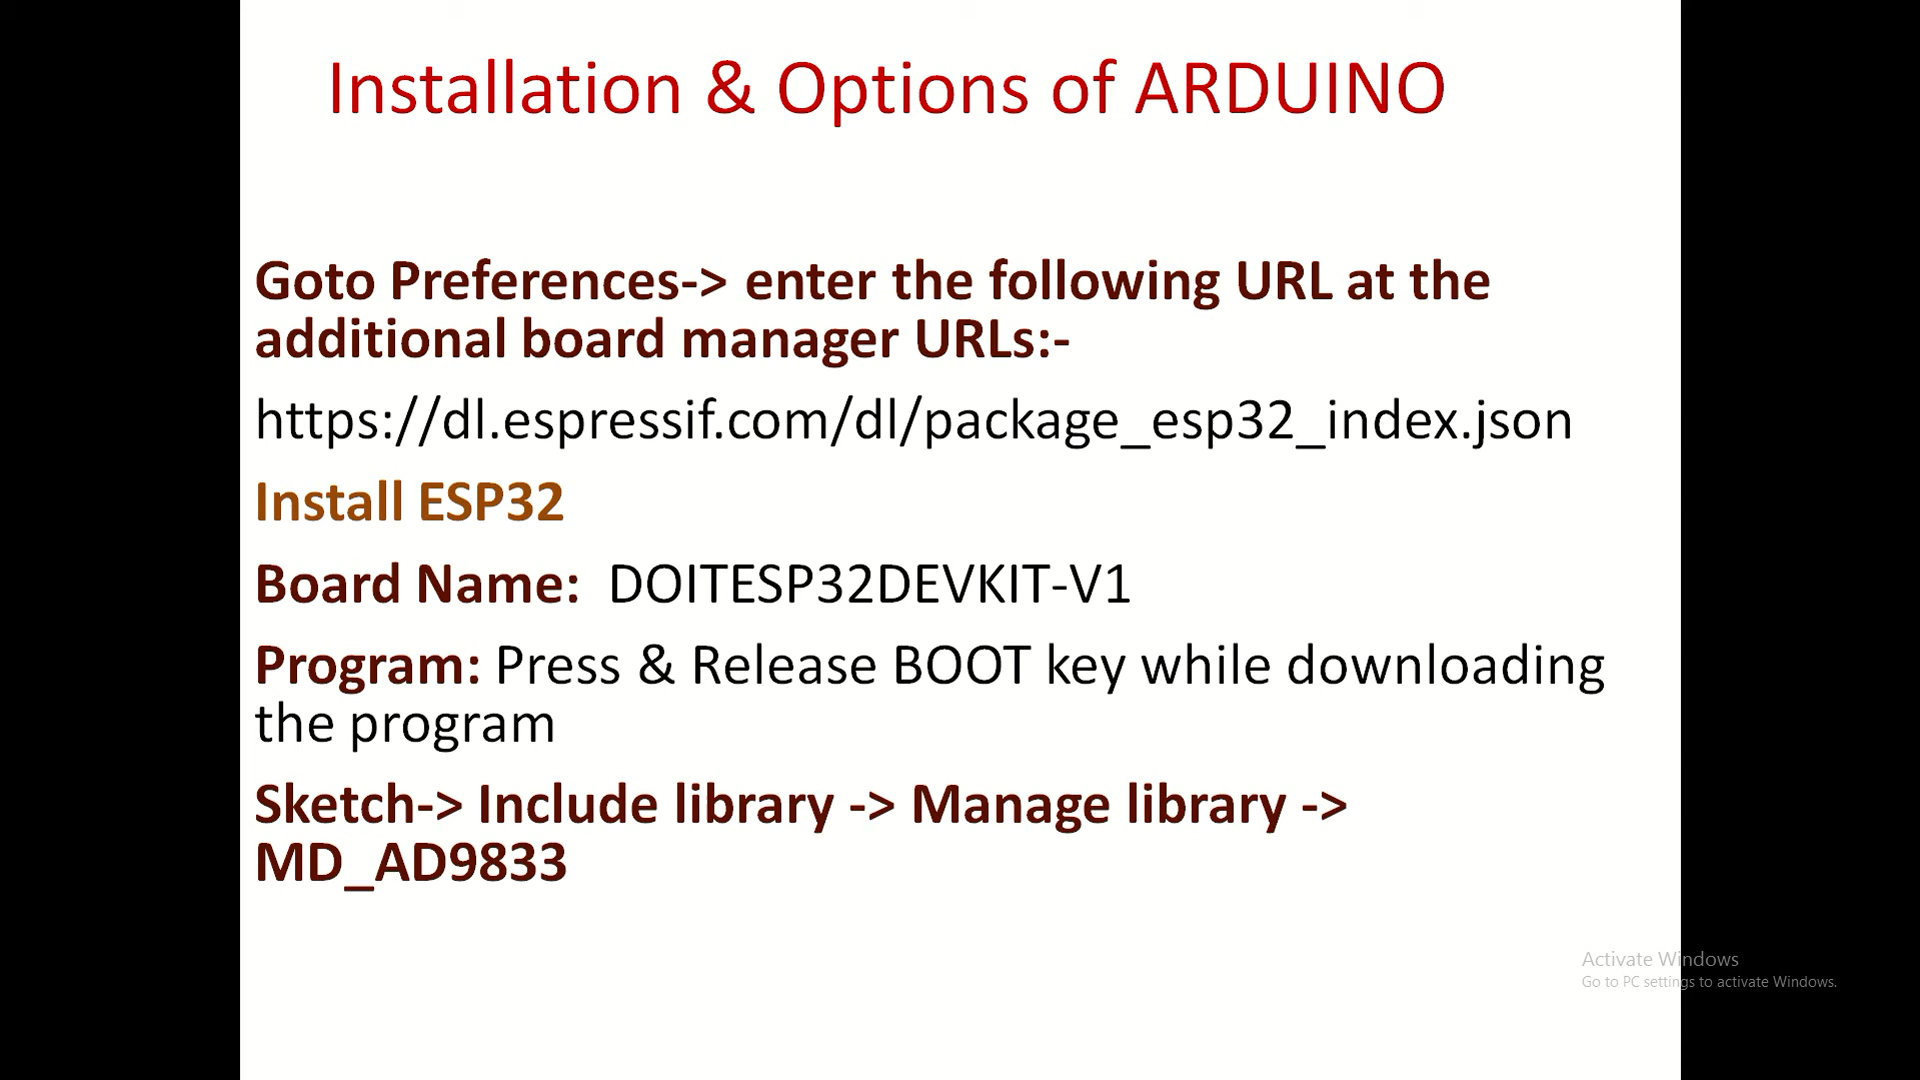 Installation & Options of ARDUINO
Goto Preferences-> enter the following URL at the
additional board manager URLs:-
https://dl.espressif.com/dl/package_esp32_index.json
Install ESP32
Board Name: DOITESP32DEVKIT-V1
Program: Press & Release BOOT key while downloading
the program
Sketch-> Include library -> Manage library ->
MD_AD9833
Activate Windows
Go to PC settings to activate Windows.